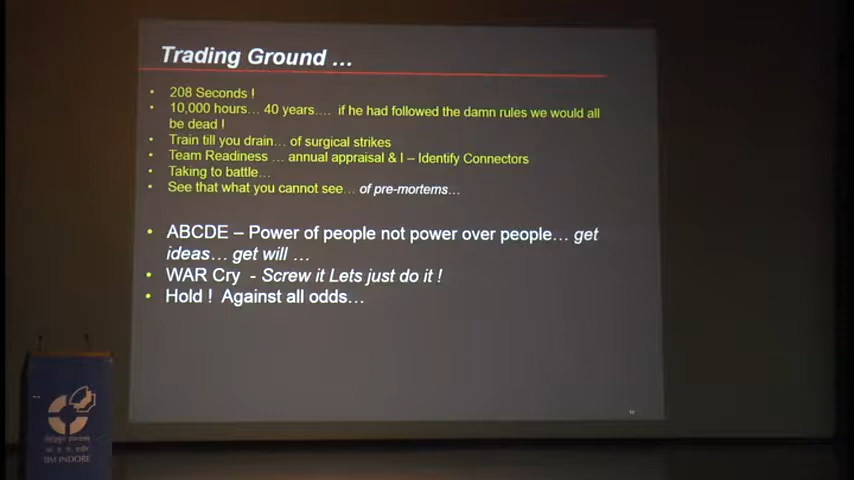 Trading Ground …
• 208 Seconds !
• 10,000 hours… 40 years…. if he had followed the damn rules we would all
be dead !
• Train till you drain… of surgical strikes
• Team Readiness … annual appraisal & I – Identify Connectors
• Taking to battle…
• See that what you cannot see… of pre-mortems…
• ABCDE – Power of people not power over people… get
ideas… get will …
• WAR Cry - Screw it Lets just do it !
• Hold ! Against all odds…
IIM INDORE